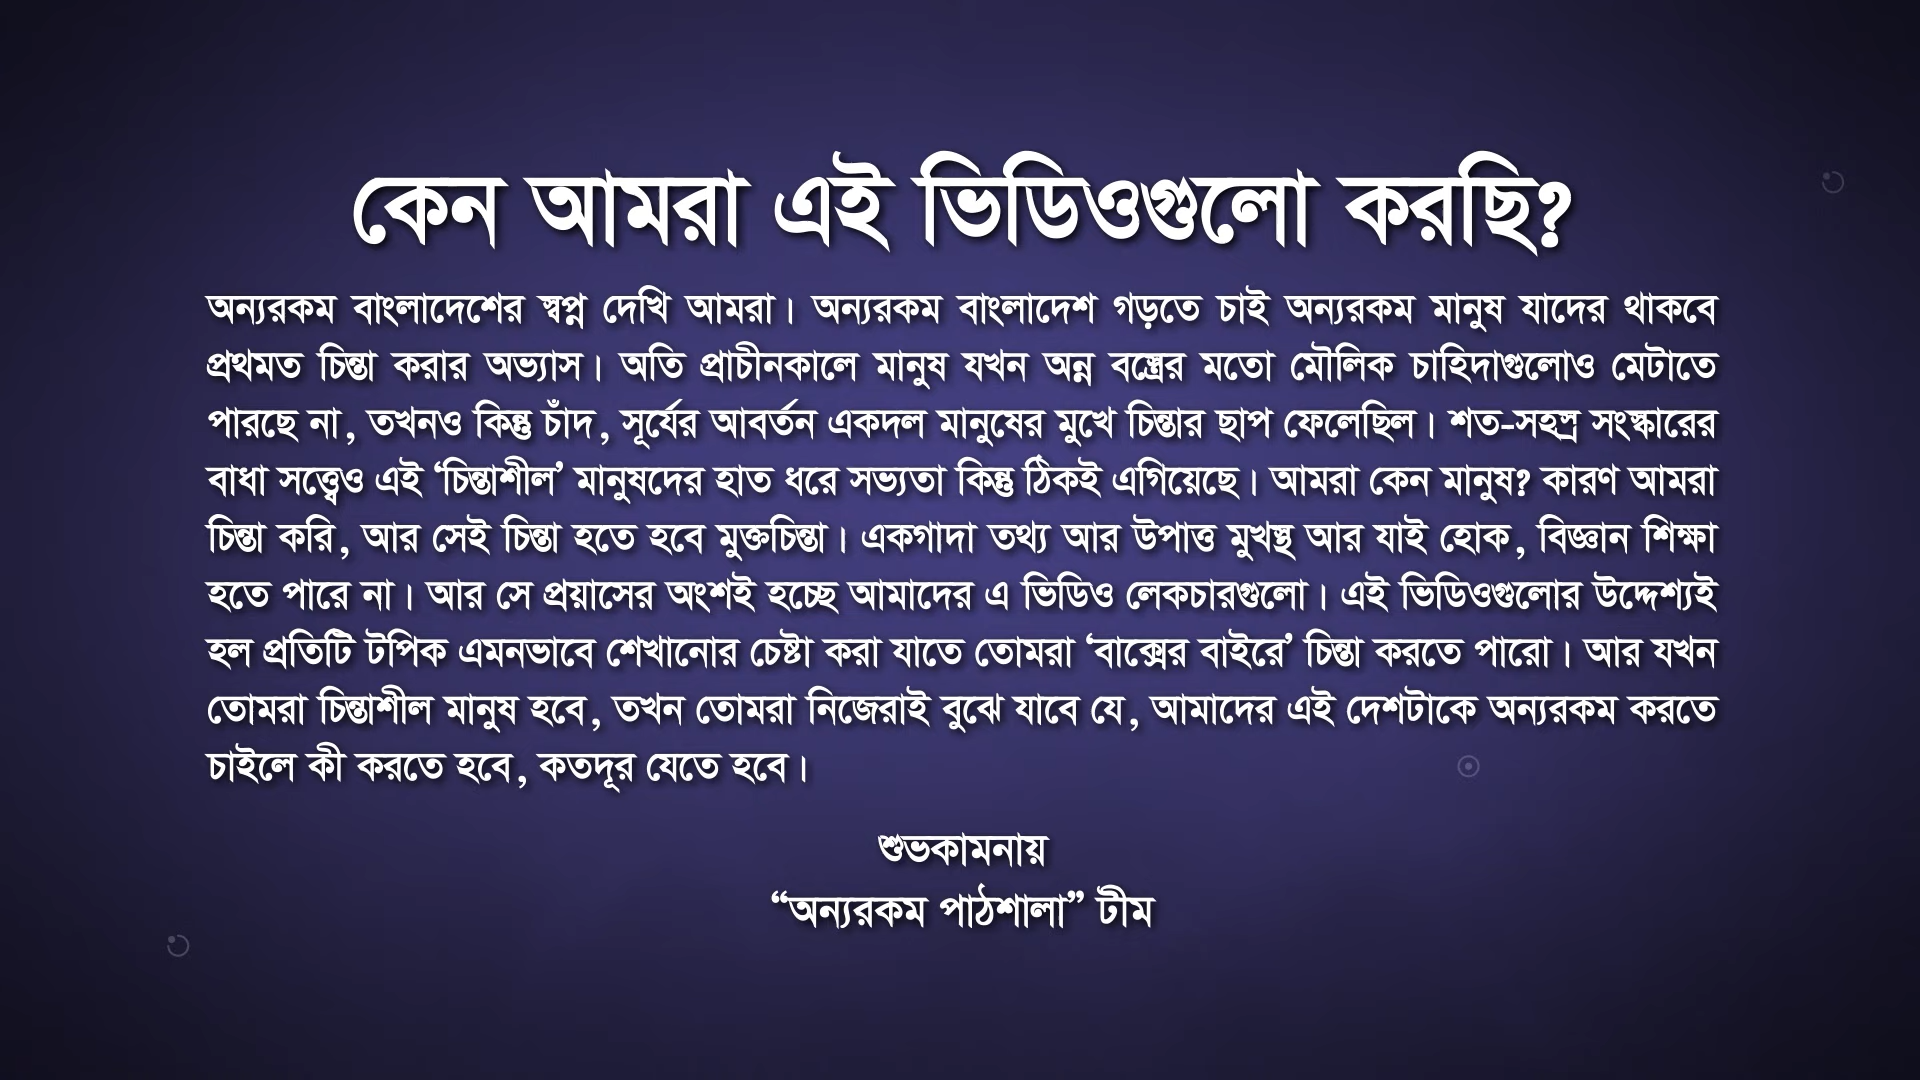 কেন আমরা এই ভিডিওগুলো করছি?
অন্যরকম বাংলাদেশের স্বপ্ন দেখি আমরা। অন্যরকম বাংলাদেশ গড়তে চাই অন্যরকম মানুষ যাদের থাকবে
প্রথমত চিন্তা করার অভ্যাস। অতি প্রাচীনকালে মানুষ যখন অন্ন বস্ত্রের মতো মৌলিক চাহিদাগুলোও মেটাতে
পারছে না, তখনও কিন্তু চাঁদ, সূর্যের আবর্তন একদল মানুষের মুখে চিন্তার ছাপ ফেলেছিল। শত-সহস্র সংস্কারের
বাধা সত্ত্বেও এই ‘চিন্তাশীল’ মানুষদের হাত ধরে সভ্যতা কিন্তু ঠিকই এগিয়েছে। আমরা কেন মানুষ? কারণ আমরা
চিন্তা করি, আর সেই চিন্তা হতে হবে মুক্তচিন্তা। একগাদা তথ্য আর উপাত্ত মুখস্থ আর যাই হোক, বিজ্ঞান শিক্ষা
হতে পারে না। আর সে প্রয়াসের অংশই হচ্ছে আমাদের এ ভিডিও লেকচারগুলো। এই ভিডিওগুলোর উদ্দেশ্যই
হল প্রতিটি টপিক এমনভাবে শেখানোর চেষ্টা করা যাতে তোমরা ‘বাক্সের বাইরে’ চিন্তা করতে পারো। আর যখন
তোমরা চিন্তাশীল মানুষ হবে, তখন তোমরা নিজেরাই বুঝে যাবে যে, আমাদের এই দেশটাকে অন্যরকম করতে
চাইলে কী করতে হবে, কতদূর যেতে হবে।
শুভকামনায়
“অন্যরকম পাঠশালা” টীম